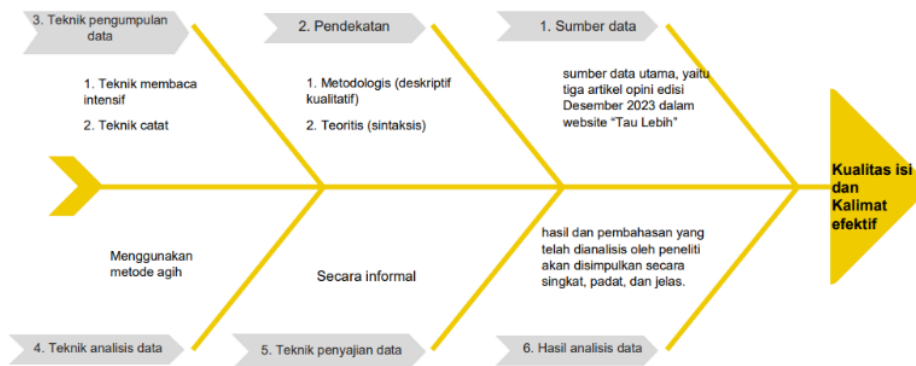 3. Teknik pengumpulan
data
2. Pendekatan
1. Sumber data
1. Teknik membaca
intensif
2. Teknik catat
1. Metodologis (deskriptif
kualitatif)
2. Teoritis (sintaksis)
sumber data utama, yaitu
tiga artikel opini edisi
Desember 2023 dalam
website “Tau Lebih”
Kualitas isi
dan
Kalimat
efektif
Menggunakan
metode agih
Secara informal
hasil dan pembahasan yang
telah dianalisis oleh peneliti
akan disimpulkan secara
singkat, padat, dan jelas.
4. Teknik analisis data
5. Teknik penyajian data
6. Hasil analisis data